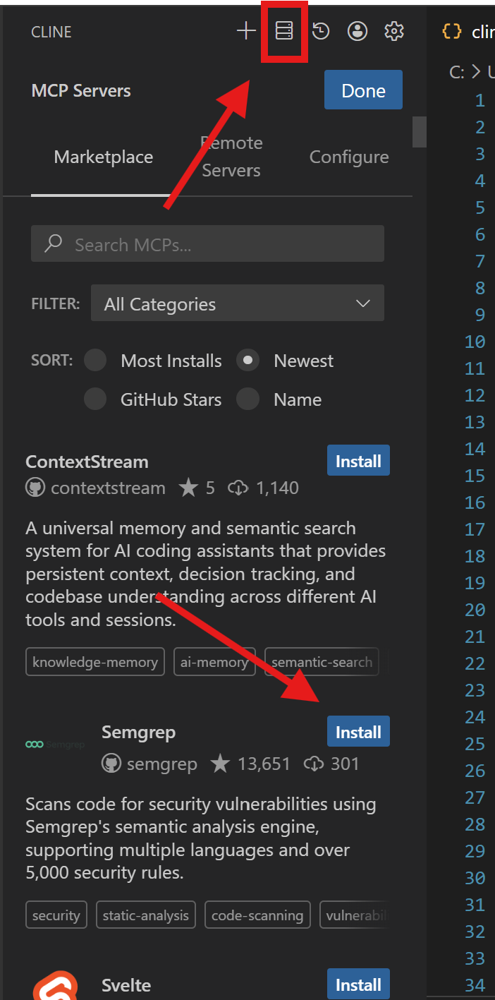 CLINE
MCP Servers
Done
Marketplace
Remote
Servers
Configure
Search MCPs...
FILTER:
All Categories
SORT:
Most Installs
Newest
GitHub Stars
Name
ContextStream
Install
contextstream 5 1,140
A universal memory and semantic search
system for AI coding assistants that provides
persistent context, decision tracking, and
codebase understanding across different AI
tools and sessions.
knowledge-memory ai-memory semantic-search
Semgrep
Semgrep
Install
semgrep 13,651 301
Scans code for security vulnerabilities using
Semgrep's semantic analysis engine,
supporting multiple languages and over
5,000 security rules.
security static-analysis code-scanning
Svelte
Install
{}
C: >
1
2
3
4
5
6
7
8
9
10
11
12
13
14
15
16
17
18
19
20
21
22
23
24
25
26
27
28
29
30
31
32
33
34